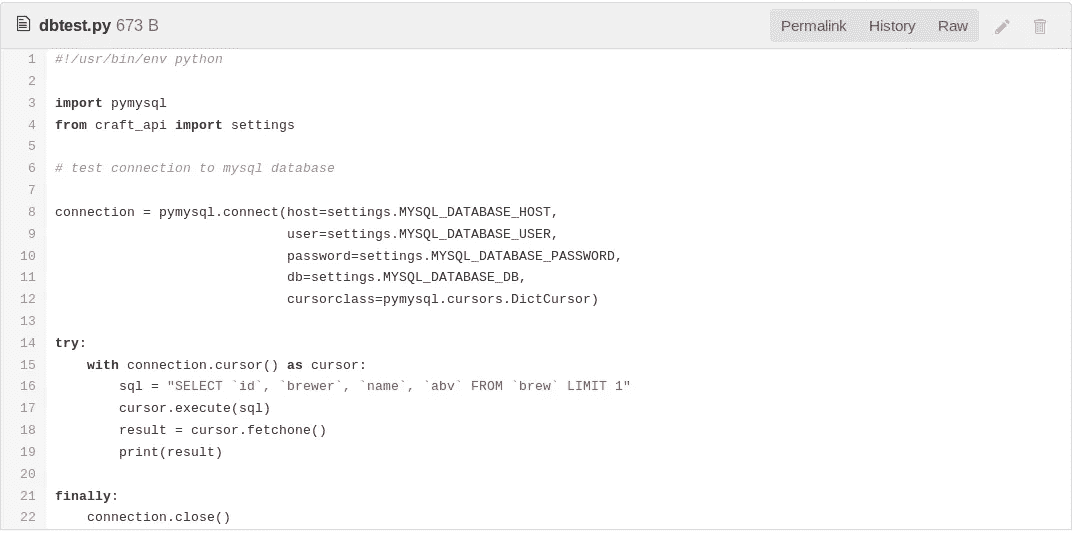 dbtest.py 673 B
Permalink History Raw
1 #!/usr/bin/env python
2
3 import pymysql
4 from craft_api import settings
5
6 # test connection to mysql database
7
8 connection = pymysql.connect(host=settings.MYSQL_DATABASE_HOST,
9                              user=settings.MYSQL_DATABASE_USER,
10                              password=settings.MYSQL_DATABASE_PASSWORD,
11                              db=settings.MYSQL_DATABASE_DB,
12                              cursorclass=pymysql.cursors.DictCursor)
13
14 try:
15     with connection.cursor() as cursor:
16         sql = "SELECT `id`, `brewer`, `name`, `abv` FROM `brew` LIMIT 1"
17         cursor.execute(sql)
18         result = cursor.fetchone()
19         print(result)
20
21 finally:
22     connection.close()